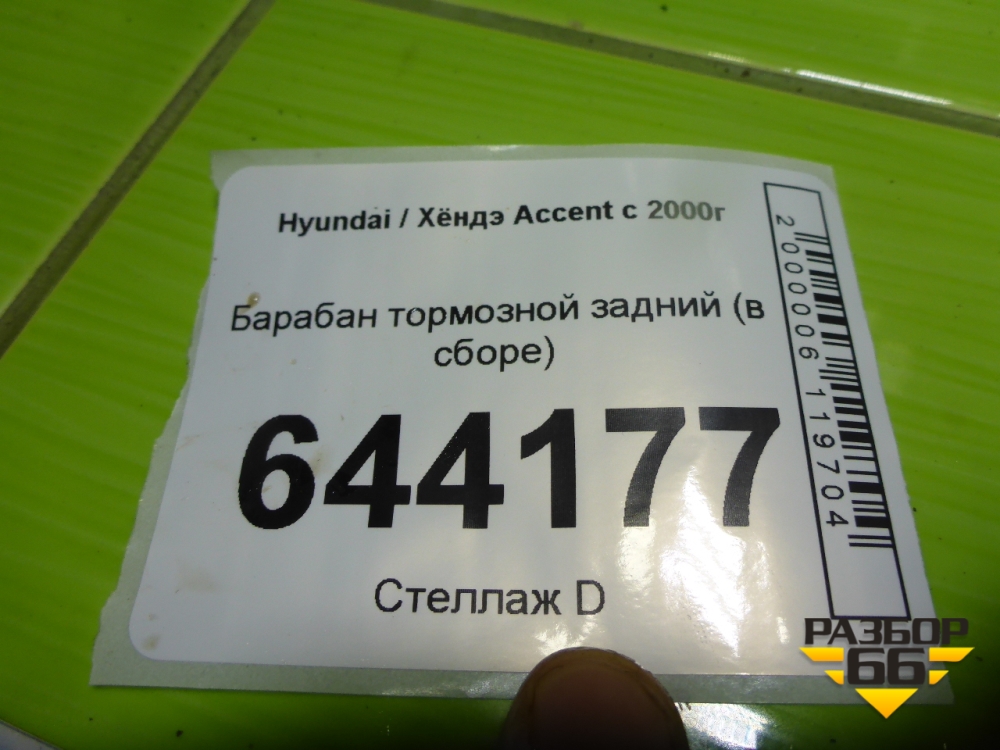 Hyundai / Хёндэ Accent с 2000г
Барабан тормозной задний (в
сборе)
644177
Стеллаж D
2000006119704
РАЗБОР
66